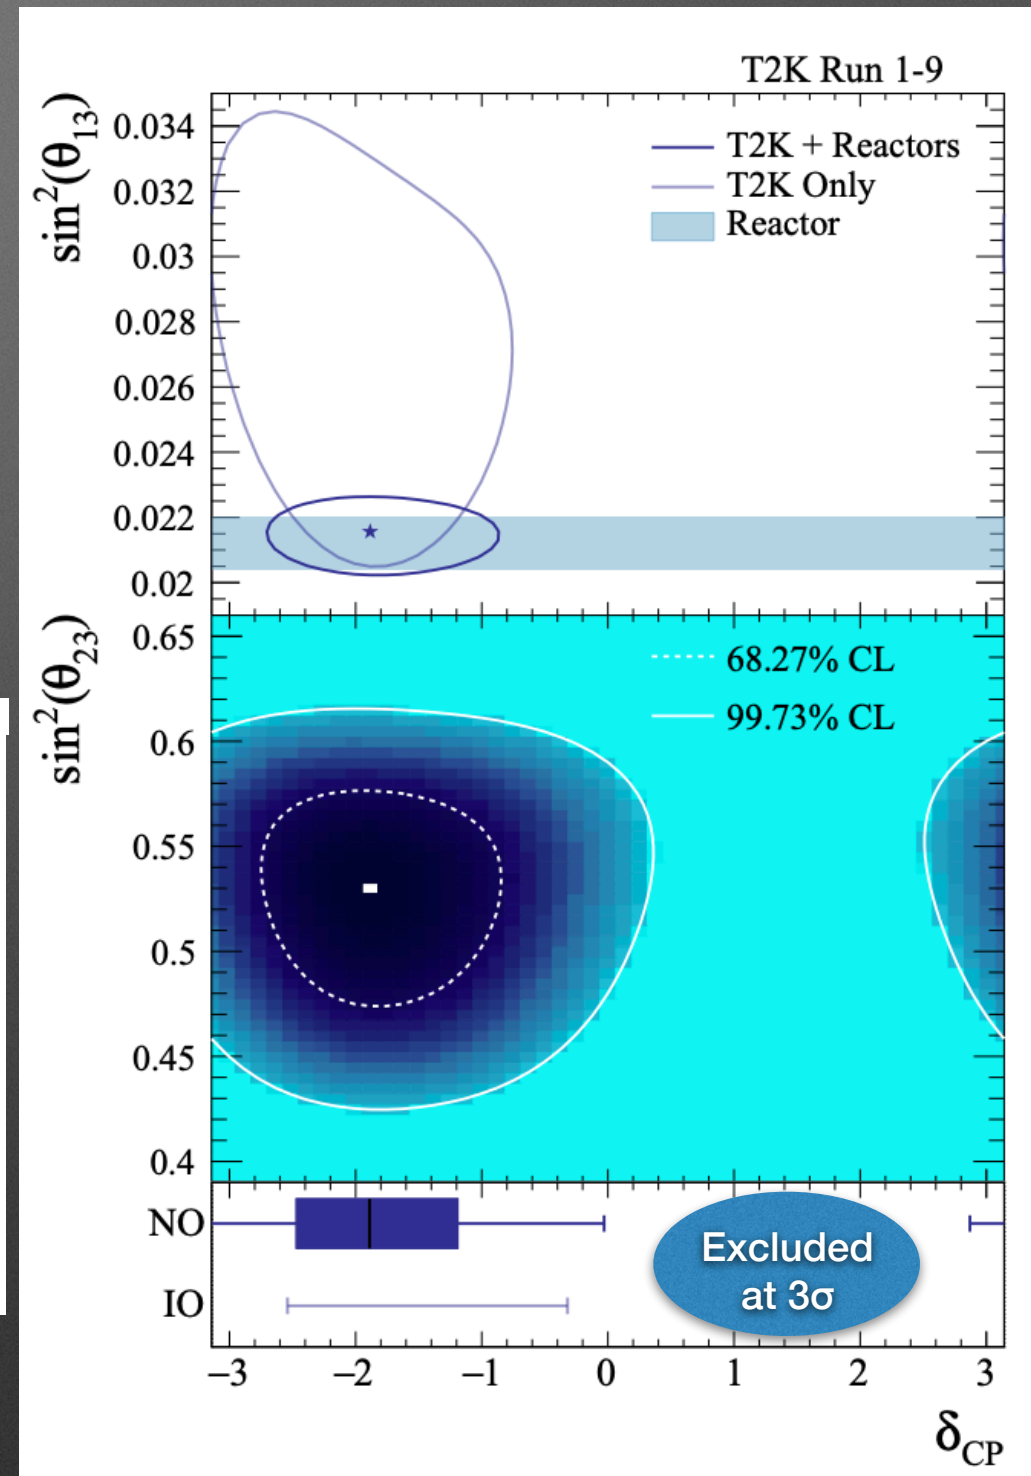 T2K Run 1-9
sin²(θ₁₃)
0.034
0.032
0.03
0.028
0.026
0.024
0.022
0.02
T2K + Reactors
T2K Only
Reactor
sin²(θ₂₃)
0.65
0.6
0.55
0.5
0.45
0.4
68.27% CL
99.73% CL
NO
IO
Excluded
at 3σ
−3 −2 −1 0 1 2 3
δCP